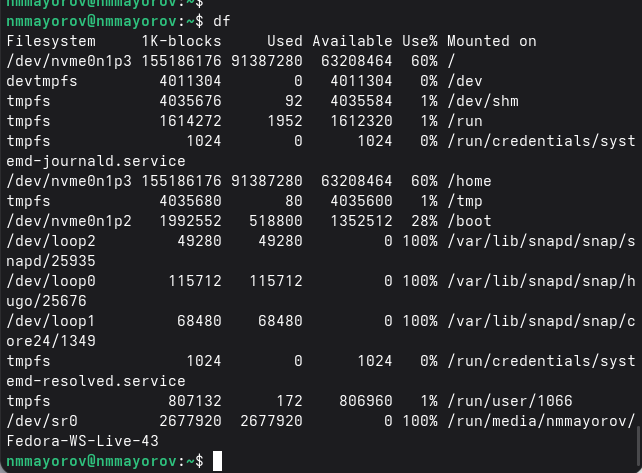 nmmayorov@nmmayorov:~$
nmmayorov@nmmayorov:~$ df
Filesystem     1K-blocks     Used Available Use% Mounted on
/dev/nvme0n1p3 155186176 91387280  63208464  60% /
devtmpfs         4011304        0   4011304   0% /dev
tmpfs            4035676       92   4035584   1% /dev/shm
tmpfs            1614272     1952   1612320   1% /run
tmpfs               1024        0      1024   0% /run/credentials/syst
emd-journald.service
/dev/nvme0n1p3 155186176 91387280  63208464  60% /home
tmpfs            4035680       80   4035600   1% /tmp
/dev/nvme0n1p2   1992552   518800   1352512  28% /boot
/dev/loop2         49280    49280         0 100% /var/lib/snapd/snap/s
napd/25935
/dev/loop0        115712   115712         0 100% /var/lib/snapd/snap/h
ugo/25676
/dev/loop1         68480    68480         0 100% /var/lib/snapd/snap/c
ore24/1349
tmpfs               1024        0      1024   0% /run/credentials/syst
emd-resolved.service
tmpfs             807132      172    806960   1% /run/user/1066
/dev/sr0         2677920  2677920         0 100% /run/media/nmmayorov/
Fedora-WS-Live-43
nmmayorov@nmmayorov:~$